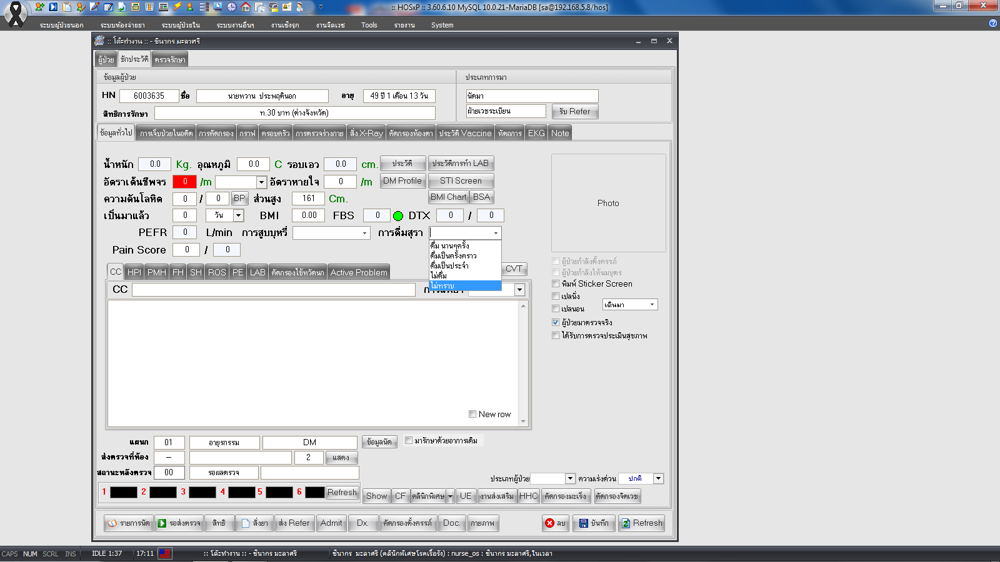 :: HOSxP :: 3.60.6.10 MySQL 10.0.21-MariaDB [sa@192.168.5.8/hos]
ระบบผู้ป่วยนอก ระบบห้องจ่ายยา ระบบผู้ป่วยใน ระบบงานอื่นๆ งานเชิงรุก งานจิตเวช Tools รายงาน System
:: โต๊ะทำงาน :: - ชินากร มะลาศรี
ผู้ป่วย ซักประวัติ ตรวจรักษา
ข้อมูลผู้ป่วย ประเภทการมา
HN 6003635 ชื่อ นายหวาน ประพฤตินอก อายุ 49 ปี 1 เดือน 13 วัน นัดมา
สิทธิการรักษา ท.30 บาท (ต่างจังหวัด) ฝ่ายเวชระเบียน รับ Refer
ข้อมูลทั่วไป การเจ็บป่วยในอดีต การคัดกรอง กราฟ ครอบครัว การตรวจร่างกาย สั่ง X-Ray คัดกรองห้องตา ประวัติ Vaccine หัตถการ EKG Note
น้ำหนัก 0.0 Kg. อุณหภูมิ 0.0 C รอบเอว 0.0 cm. ประวัติ ประวัติการทำ LAB
อัตราเต้นชีพจร 0 /m อัตราหายใจ 0 /m DM Profile STI Screen
ความดันโลหิต 0 / 0 BP ส่วนสูง 161 Cm. BMI Chart BSA
เป็นมาแล้ว 0 วัน BMI 0.00 FBS 0 DTX 0 / 0
Photo
PEFR 0 L/min การสูบบุหรี่ การดื่มสุรา
ดื่ม นานๆครั้ง
ดื่มเป็นครั้งคราว
ดื่มเป็นประจำ
ไม่ดื่ม
ไม่ทราบ
Pain Score 0 / 0
CC HPI PMH FH SH ROS PE LAB คัดกรองไข้หวัดนก Active Problem CVT
CC
New row
ผู้ป่วยกำลังตั้งครรภ์
ผู้ป่วยกำลังให้นมบุตร
พิมพ์ Sticker Screen
เปลนั่ง
เปลนอน เดินมา
ผู้ป่วยมาตรวจจริง
ได้รับการตรวจประเมินสุขภาพ
แผนก 01 อายุรกรรม DM ข้อมูลนัด มารักษาด้วยอาการเดิม
ส่งตรวจที่ห้อง – 2 แสดง
สถานะหลังตรวจ 00 รอผลตรวจ
ประเภทผู้ป่วย ความเร่งด่วน ปกติ
1 2 3 4 5 6 Refresh Show CF คลินิกพิเศษ UE งานส่งเสริม HHC คัดกรองมะเร็ง คัดกรองจิตเวช
รายการนัด รอส่งตรวจ สิทธิ สั่งยา ส่ง Refer Admit Dx. คัดกรองตั้งครรภ์ Doc. กายภาพ ลบ บันทึก Refresh
CAPS NUM SCRL INS IDLE 1:37 17:11 :: โต๊ะทำงาน :: - ชินากร มะลาศรี ชินากร มะลาศรี (คลินิกพิเศษโรคเรื้อรัง) : nurse_os : ชินากร มะลาศรี,ในเวลา